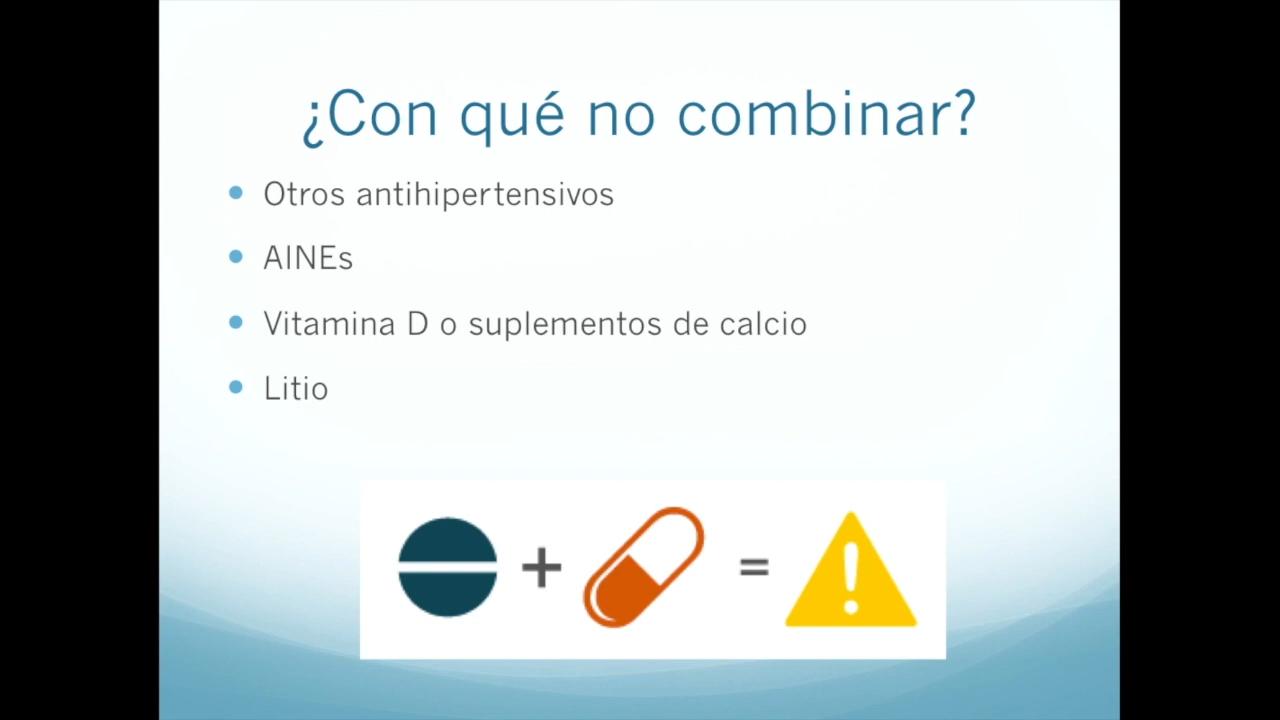 ¿Con qué no combinar?
Otros antihipertensivos
AINEs
Vitamina D o suplementos de calcio
Litio